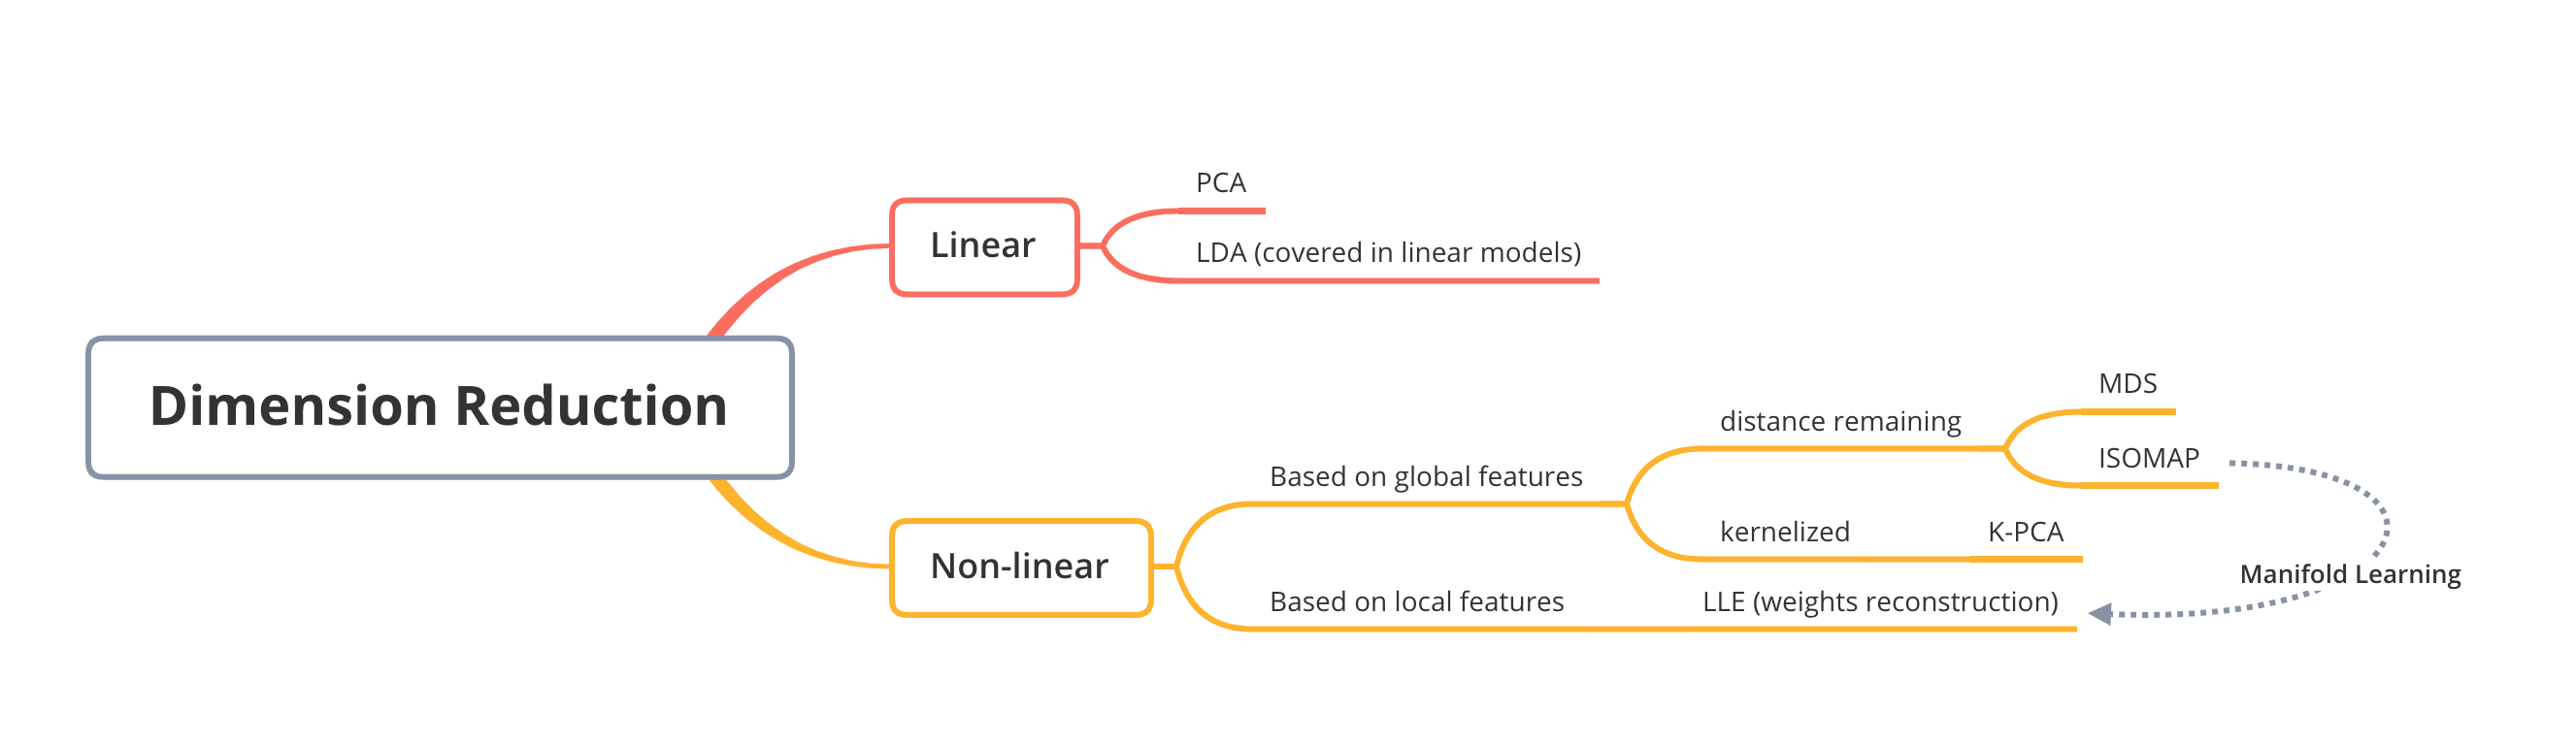 Dimension Reduction
Linear
PCA
LDA (covered in linear models)
Non-linear
Based on global features
distance remaining
MDS
ISOMAP
kernelized
K-PCA
Based on local features
LLE (weights reconstruction)
Manifold Learning